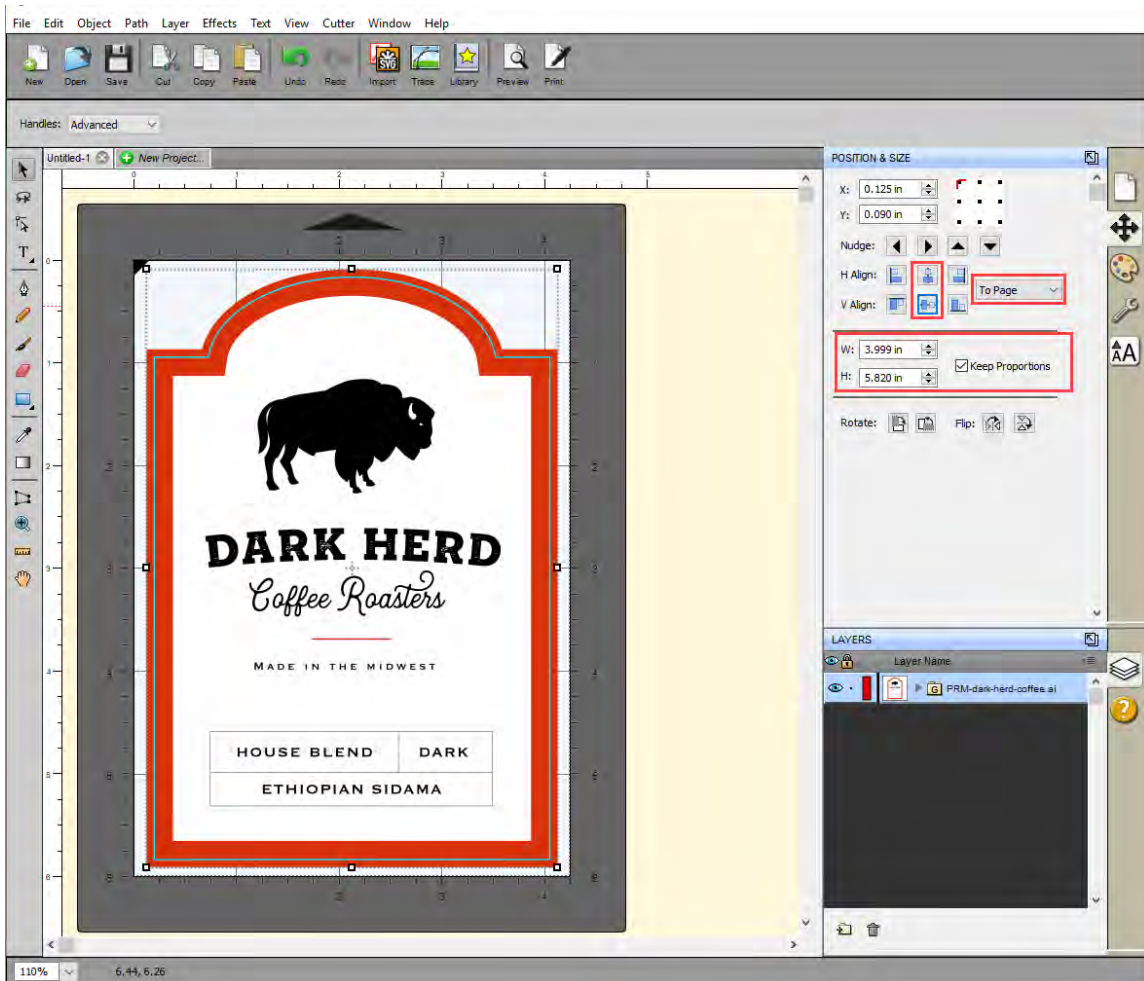 File Edit Object Path Layer Effects Text View Cutter Window Help
SVG
New Open Save Cut Copy Paste Undo Redo Import Trace Library Preview Print
Handles: Advanced
Untitled-1 New Project...
POSITION & SIZE
X: 0.125 in
Y: 0.090 in
Nudge:
H Align:
To Page
V Align:
W: 3.999 in
Keep Proportions
H: 5.820 in
Rotate: Flip:
AA
DARK HERD
Coffee Roasters
MADE IN THE MIDWEST
HOUSE BLEND DARK
ETHIOPIAN SIDAMA
LAYERS
Layer Name
G PRM-dark-herd-coffee.ai
110% 6.44, 6.26